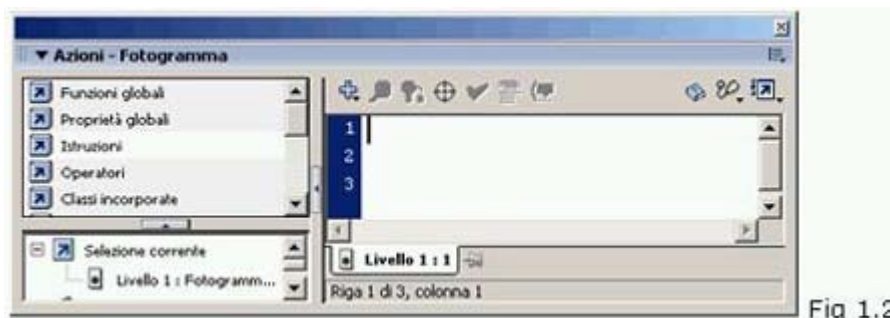 Azioni - Fotogramma
Funzioni globali
Proprietà globali
Istruzioni
Operatori
Classi incorporate
Selezione corrente
Livello 1 : Fotogramm...
1
2
3
Livello 1 : 1
Riga 1 di 3, colonna 1
Fig 1.2